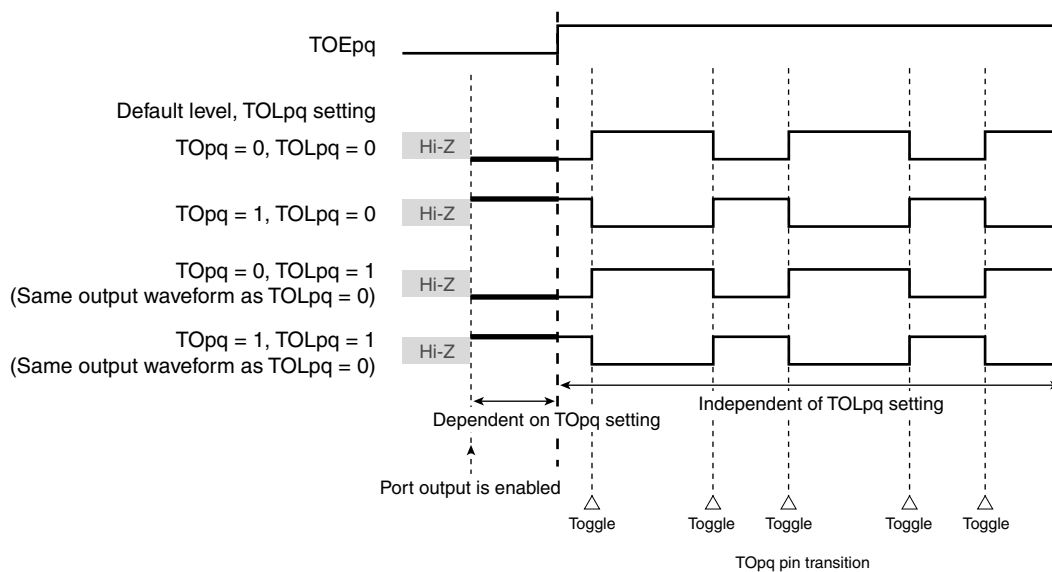 TOEpq
Default level, TOLpq setting
TOpq = 0, TOLpq = 0
Hi-Z
TOpq = 1, TOLpq = 0
Hi-Z
TOpq = 0, TOLpq = 1
(Same output waveform as TOLpq = 0)
Hi-Z
TOpq = 1, TOLpq = 1
(Same output waveform as TOLpq = 0)
Hi-Z
Independent of TOLpq setting
Dependent on TOpq setting
Port output is enabled
Toggle Toggle Toggle Toggle Toggle
TOpq pin transition